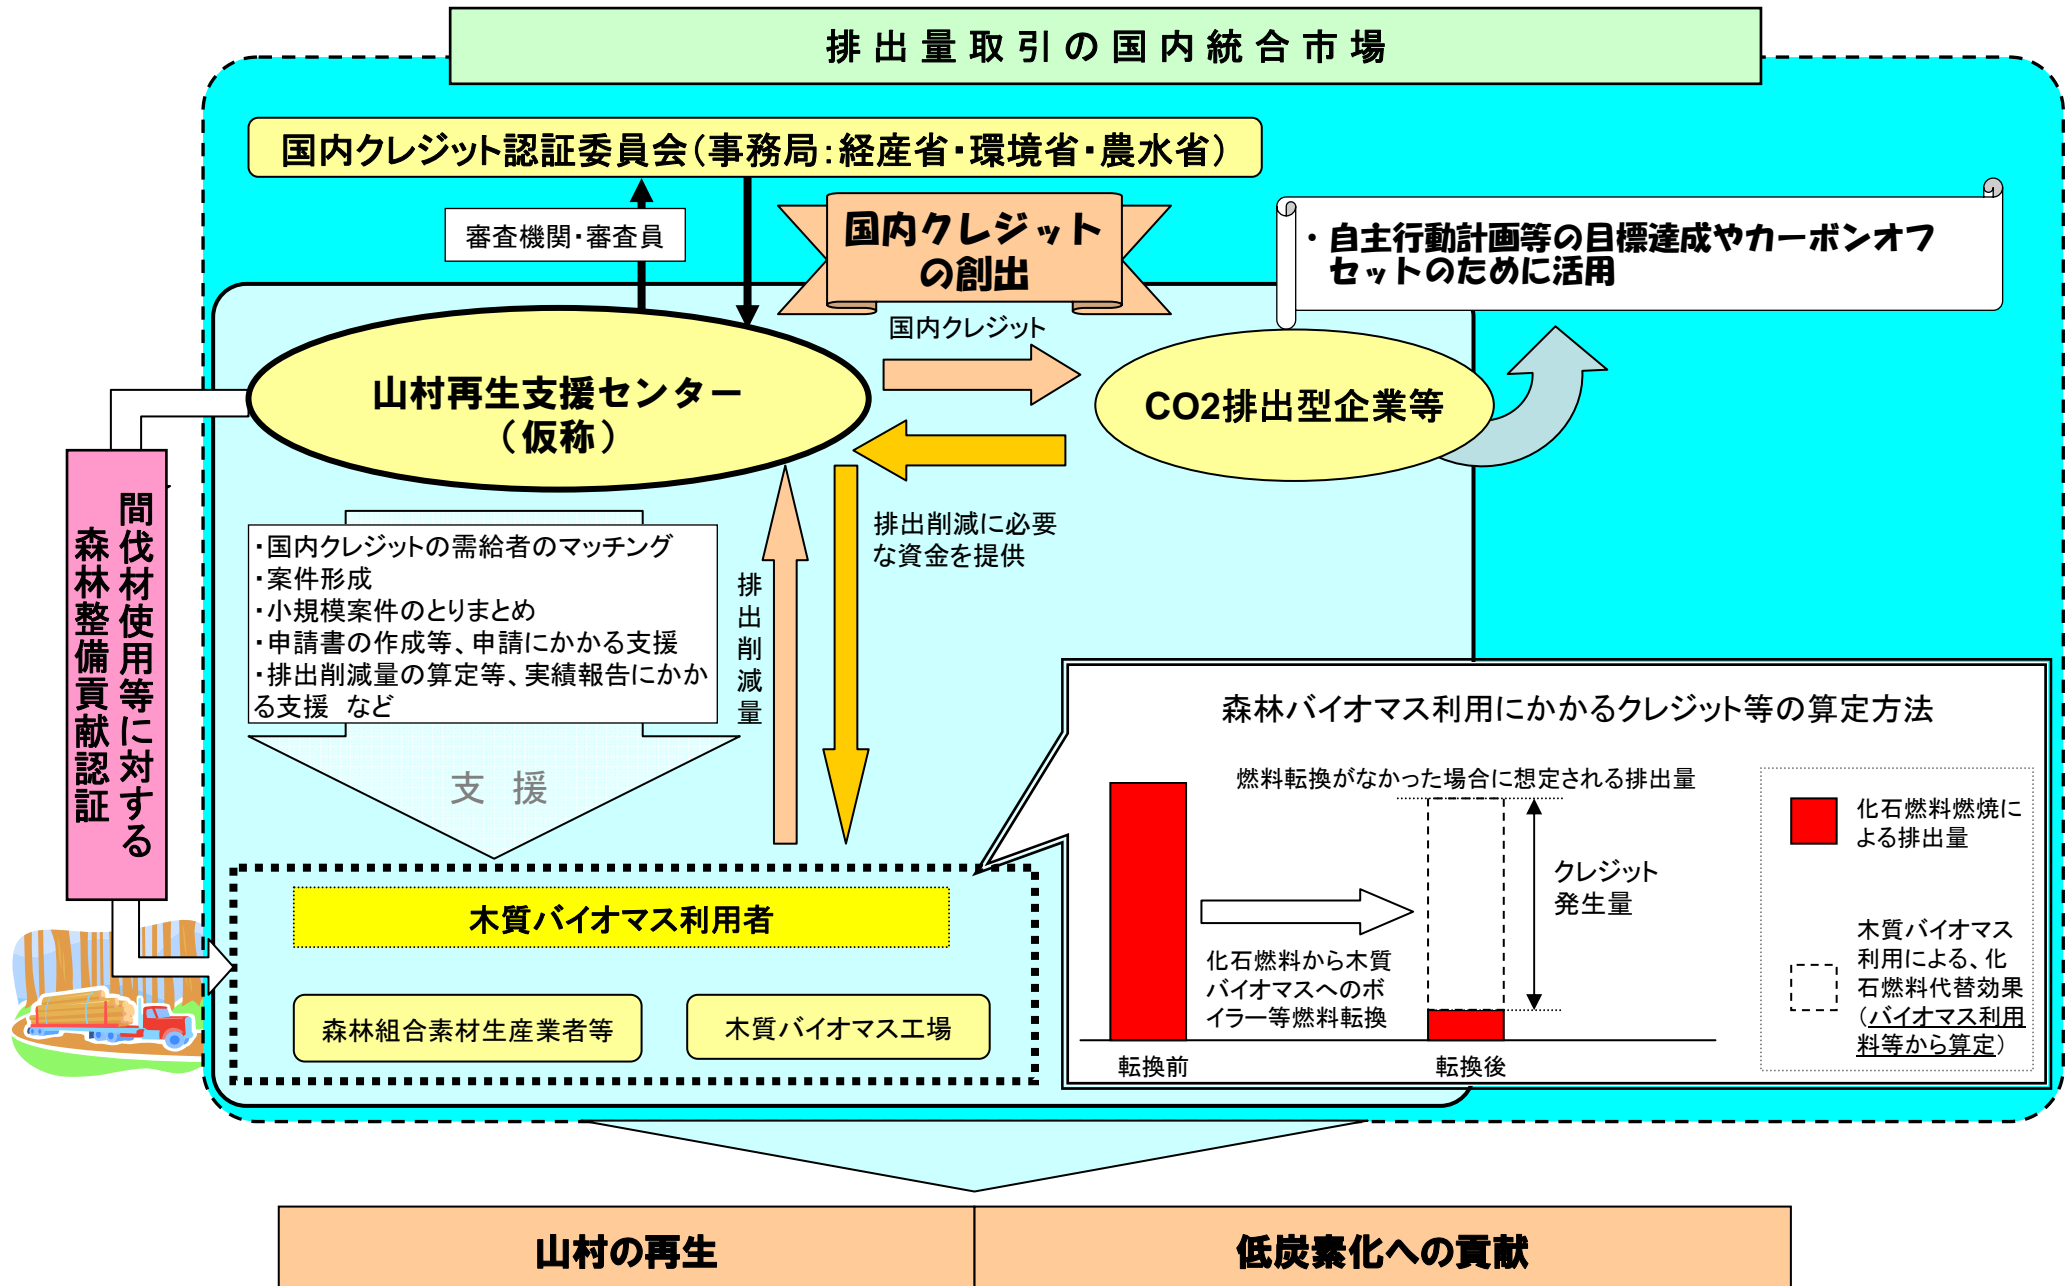 排出量取引の国内統合市場
国内クレジット認証委員会（事務局：経産省・環境省・農水省）
審査機関・審査員
国内クレジット
の創出
・自主行動計画等の目標達成やカーボンオフ
セットのために活用
国内クレジット
山村再生支援センター
（仮称）
CO2排出型企業等
間伐材使用等に対する
森林整備貢献認証
排出削減に必要
な資金を提供
・国内クレジットの需給者のマッチング
・案件形成
・小規模案件のとりまとめ
・申請書の作成等、申請にかかる支援
・排出削減量の算定等、実績報告にかか
る支援　など
排出削減量
支　援
森林バイオマス利用にかかるクレジット等の算定方法
燃料転換がなかった場合に想定される排出量
化石燃料燃焼に
よる排出量
クレジット
発生量
化石燃料から木質
バイオマスへのボ
イラー等燃料転換
木質バイオマス
利用による、化
石燃料代替効果
（バイオマス利用
料等から算定）
転換前
転換後
木質バイオマス利用者
森林組合素材生産業者等
木質バイオマス工場
山村の再生
低炭素化への貢献